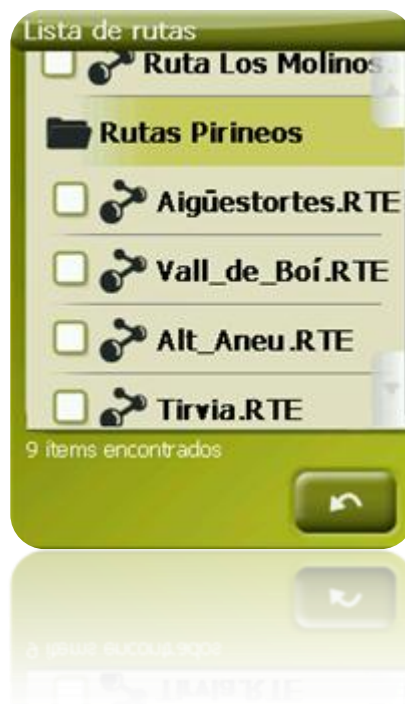 Lista de rutas
Ruta Los Molinos
Rutas Pirineos
Aigüestortes.RTE
Vall_de_Boí.RTE
Alt_Aneu.RTE
Tirvia.RTE
9 ítems encontrados